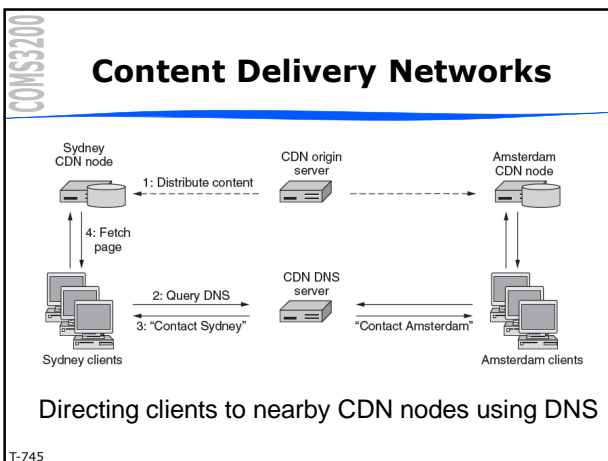 COMS3200
Content Delivery Networks
Sydney
CDN node
CDN origin
server
Amsterdam
CDN node
1: Distribute content
4: Fetch
page
CDN DNS
server
2: Query DNS
3: "Contact Sydney"
"Contact Amsterdam"
Sydney clients
Amsterdam clients
Directing clients to nearby CDN nodes using DNS
T-745